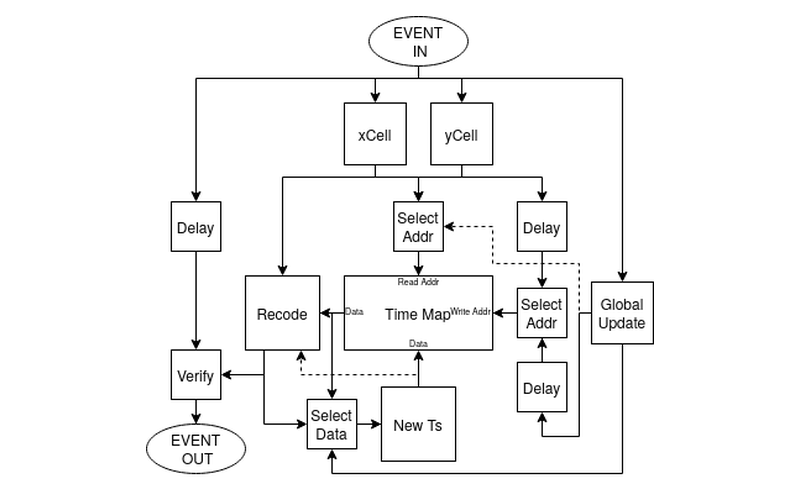 EVENT
IN
xCell
yCell
Delay
Select
Addr
Delay
Recode
Read Addr
Data
Time Map
Write Addr
Data
Select
Addr
Global
Update
Verify
Delay
Select
Data
New Ts
EVENT
OUT